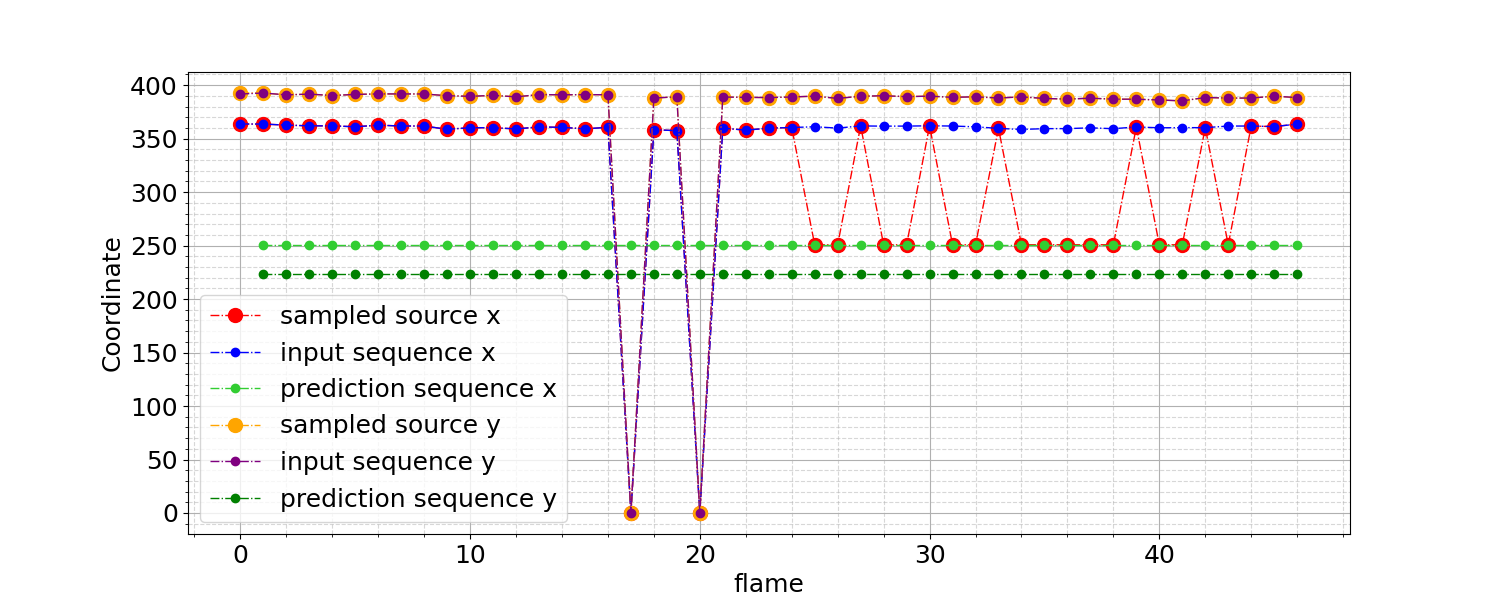 400
350
300
250
200
150
100
50
0
Coordinate
sampled source x
input sequence x
prediction sequence x
sampled source y
input sequence y
prediction sequence y
0 10 20 30 40
flame